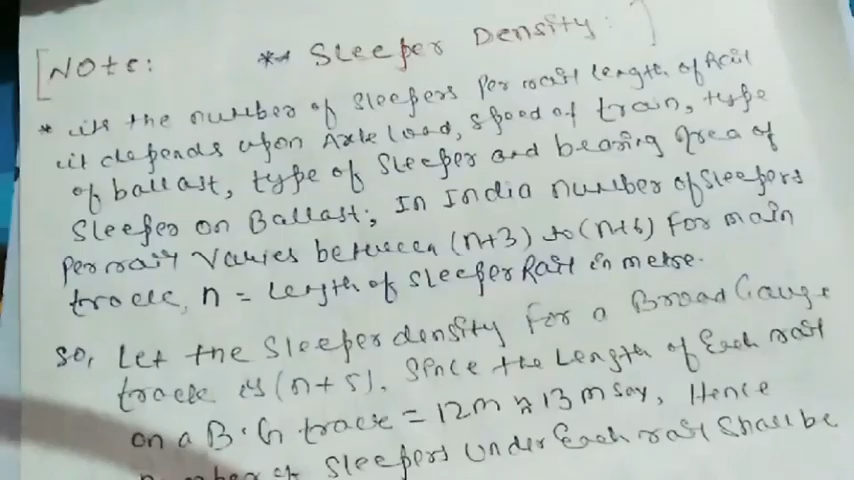 [Note: ** Sleeper Density: ]
* it is the number of sleepers per rail length of Rail
it depends upon Axle load, speed of train, type
of ballast, type of sleeper and bearing area of
sleeper on Ballast; In India number of sleepers
per rail varies between (n+3) to (n+6) for main
track, n = length of sleeper Rail in metre.
so, Let the sleeper density for a Broad Gauge
track is (n+5). Since the length of Each rail
on a B.G track = 12m ≈ 13m say, Hence
number of sleepers under Each rail shall be